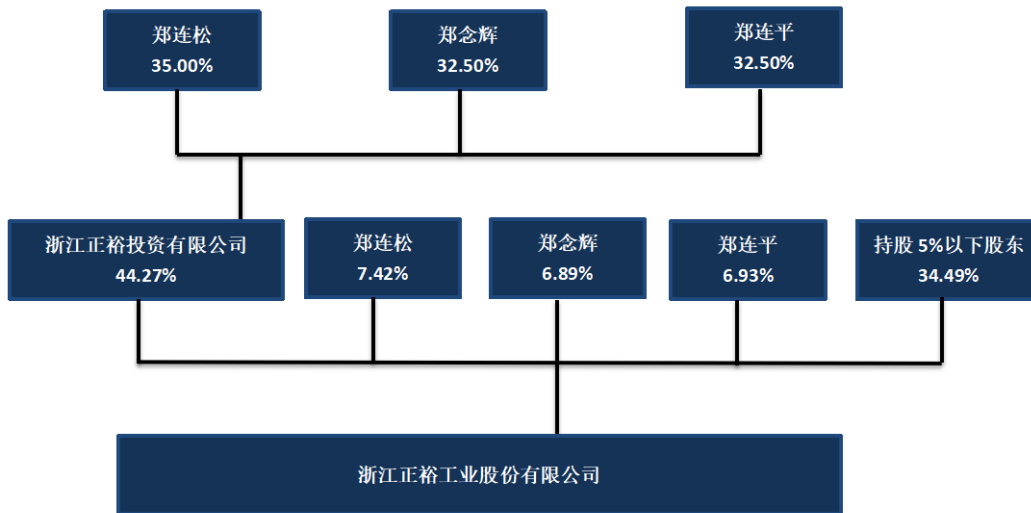 郑连松
35.00%
郑念辉
32.50%
郑连平
32.50%
浙江正裕投资有限公司
44.27%
郑连松
7.42%
郑念辉
6.89%
郑连平
6.93%
持股 5%以下股东
34.49%
浙江正裕工业股份有限公司